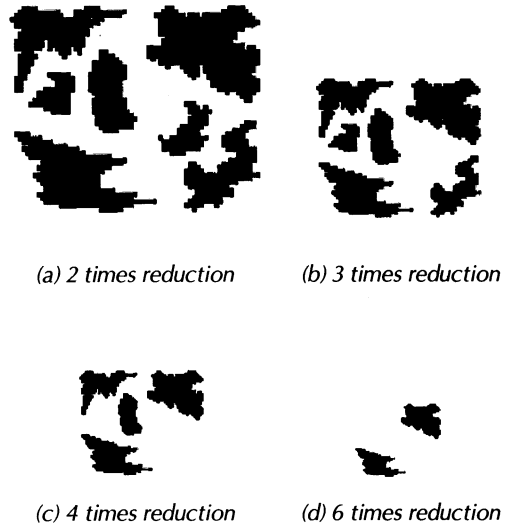 (a) 2 times reduction
(b) 3 times reduction
(c) 4 times reduction
(d) 6 times reduction